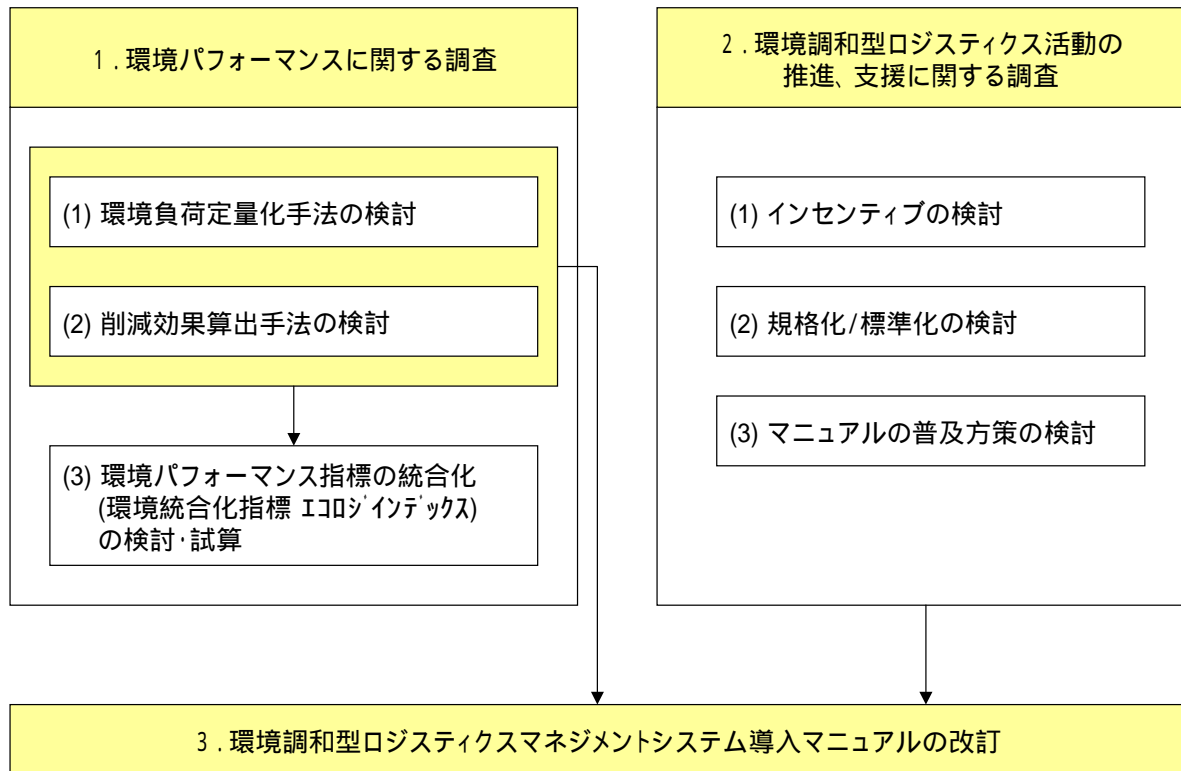 1．環境パフォーマンスに関する調査
(1) 環境負荷定量化手法の検討
(2) 削減効果算出手法の検討
(3) 環境パフォーマンス指標の統合化
(環境統合化指標 ｴｺﾛｼﾞｲﾝﾃﾞｯｸｽ)
の検討･試算
2．環境調和型ロジスティクス活動の
推進、支援に関する調査
(1) インセンティブの検討
(2) 規格化/標準化の検討
(3) マニュアルの普及方策の検討
3．環境調和型ロジスティクスマネジメントシステム導入マニュアルの改訂